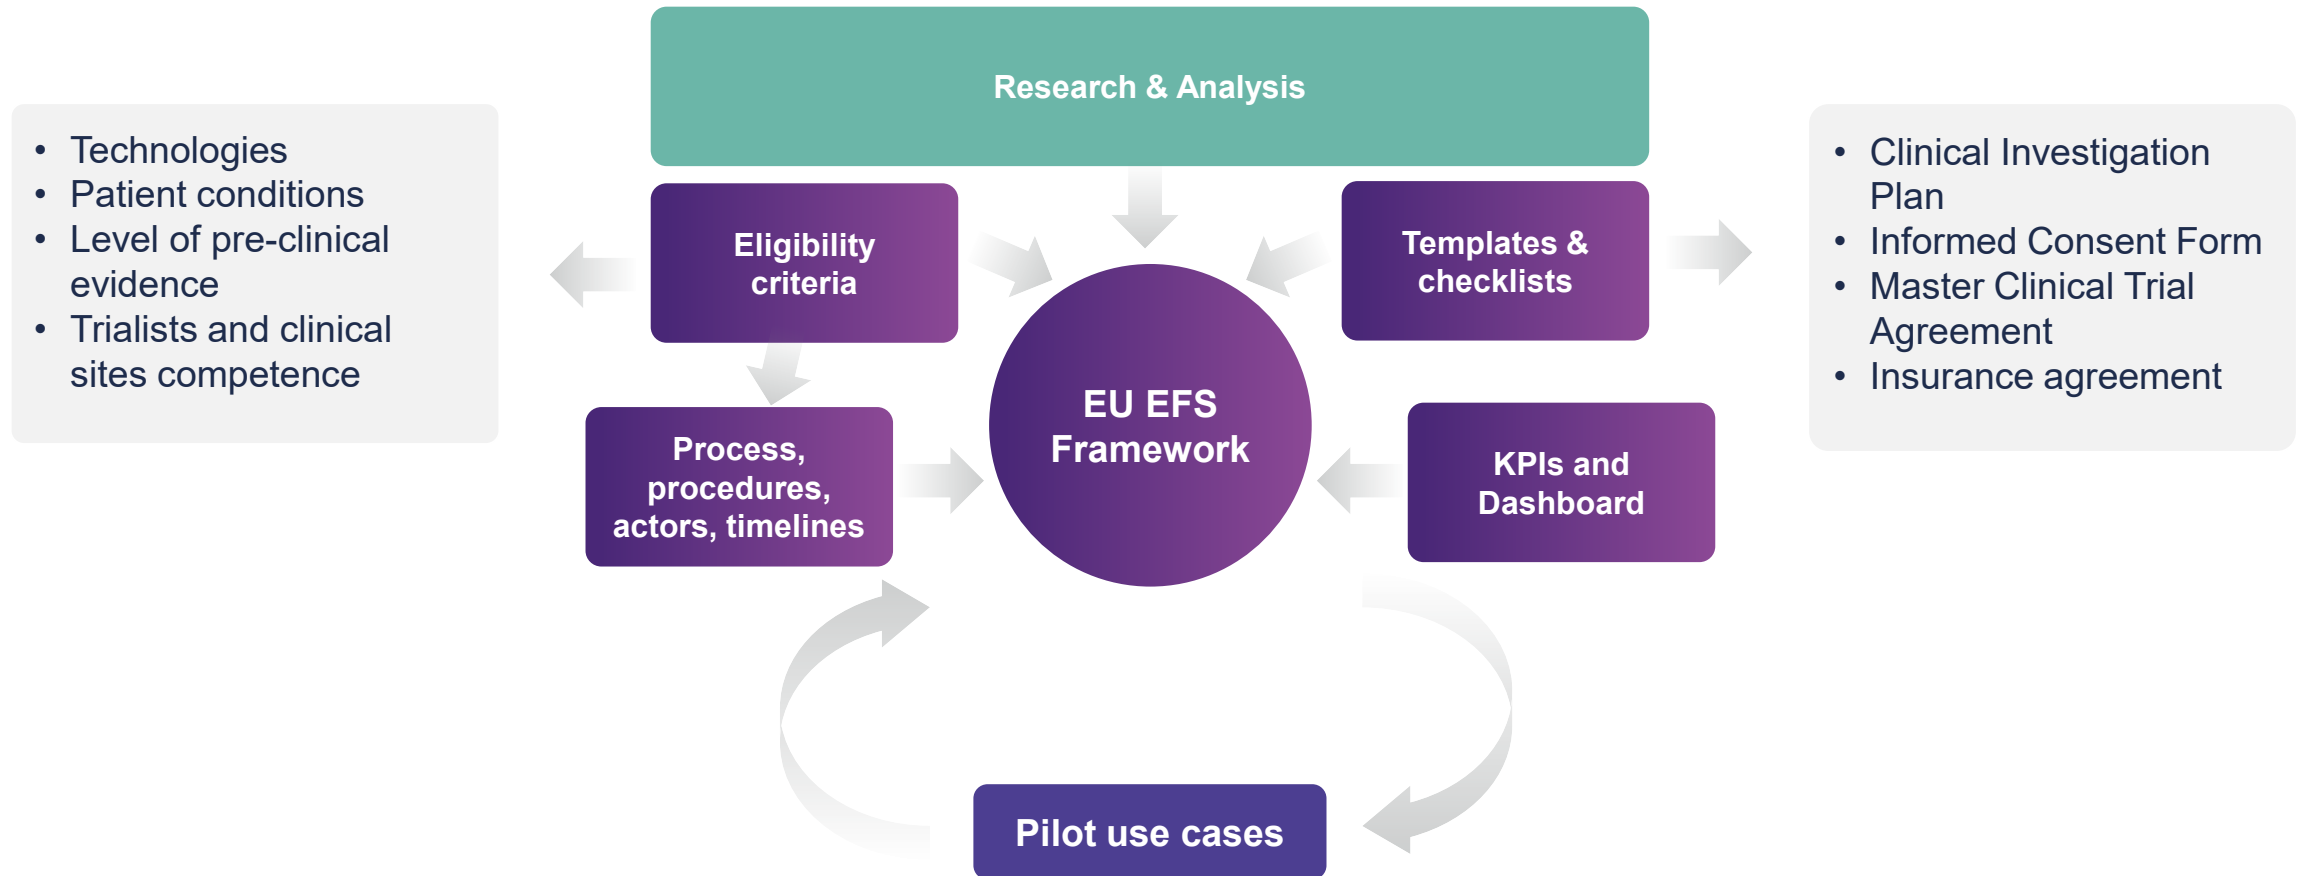 Research & Analysis
• Technologies
• Patient conditions
• Level of pre-clinical
evidence
• Trialists and clinical
sites competence
Eligibility
criteria
Templates &
checklists
• Clinical Investigation
Plan
• Informed Consent Form
• Master Clinical Trial
Agreement
• Insurance agreement
Process,
procedures,
actors, timelines
EU EFS
Framework
KPIs and
Dashboard
Pilot use cases